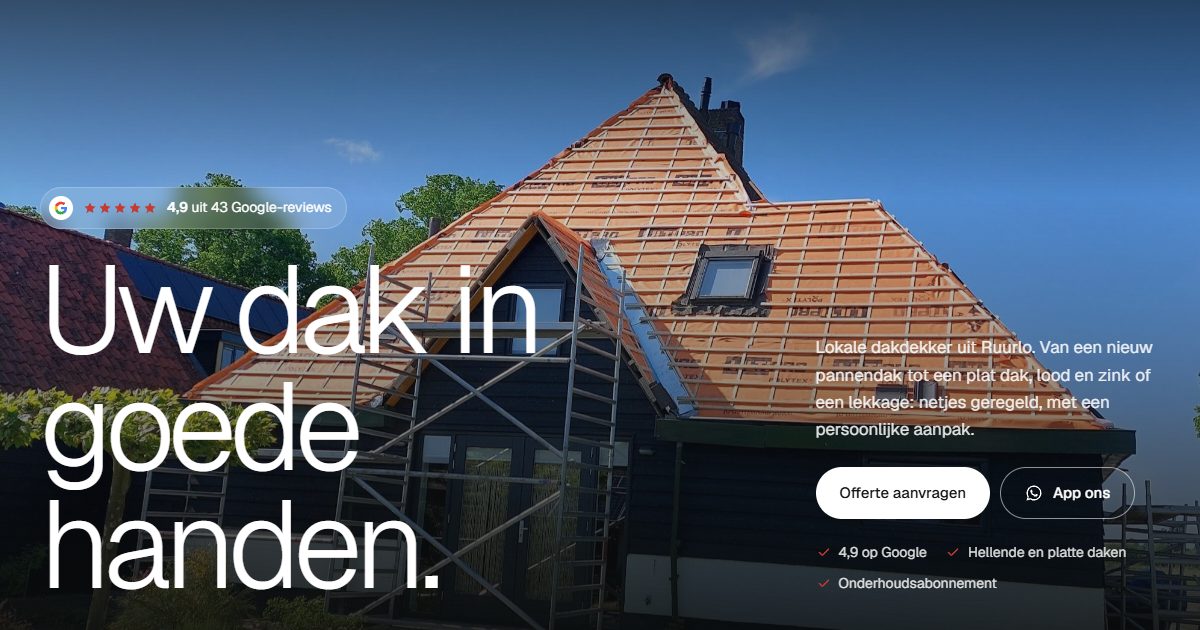 4,9 uit 43 Google-reviews
Uw dak in
goede
handen.
Lokale dakdekker uit Ruurlo. Van een nieuw
pannendak tot een plat dak, lood en zink of
een lekkage: netjes geregeld, met een
persoonlijke aanpak.
Offerte aanvragen
App ons
4,9 op Google
Hellende en platte daken
Onderhoudsabonnement
POLYTEX
POLYTEX